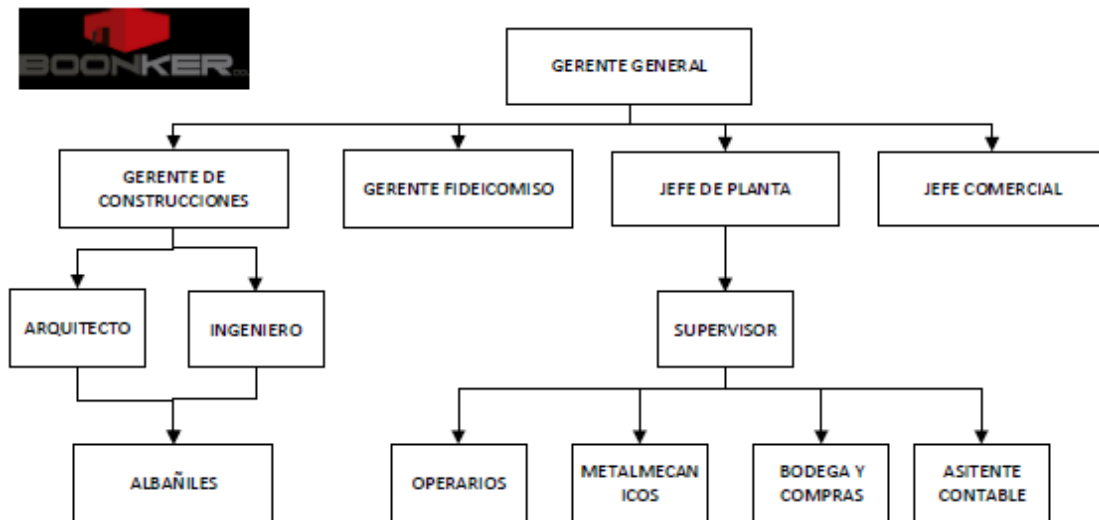 BOONKER
GERENTE GENERAL
GERENTE DE
CONSTRUCCIONES
GERENTE FIDEICOMISO
JEFE DE PLANTA
JEFE COMERCIAL
ARQUITECTO
INGENIERO
SUPERVISOR
ALBAÑILES
OPERARIOS
METALMECAN
ICOS
BODEGA Y
COMPRAS
ASITENTE
CONTABLE